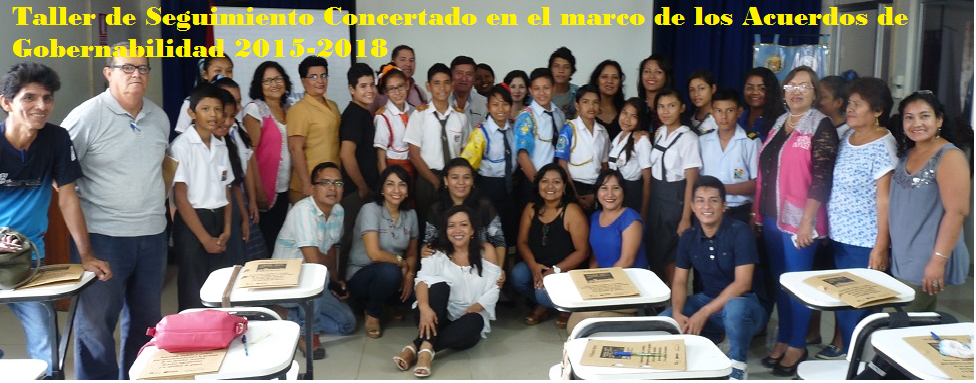 Taller de Seguimiento Concertado en el marco de los Acuerdos de
Gobernabilidad 2015-2018